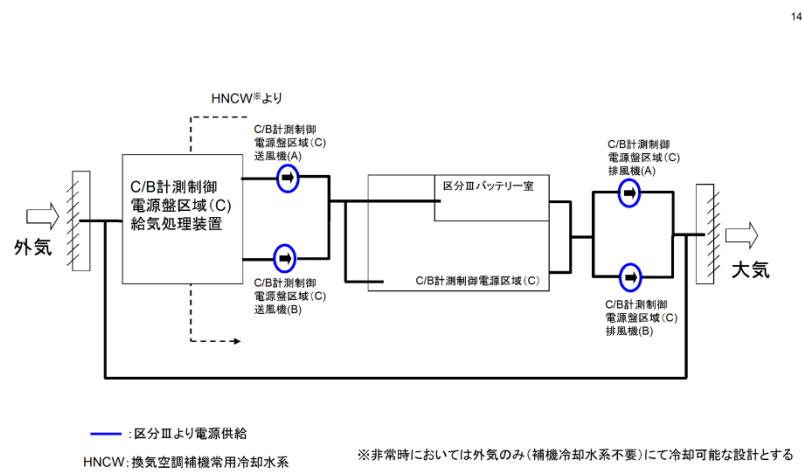 14
HNCW※より
C/B計測制御
電源盤区域(C)
送風機(A)
C/B計測制御
電源盤区域(C)
排風機(A)
C/B計測制御
電源盤区域(C)
給気処理装置
区分Ⅲバッテリー室
外気
大気
C/B計測制御電源区域(C)
C/B計測制御
電源盤区域(C)
送風機(B)
C/B計測制御
電源盤区域(C)
排風機(B)
:区分Ⅲより電源供給
HNCW:換気空調補機常用冷却水系
※非常時においては外気のみ(補機冷却水系不要)にて冷却可能な設計とする